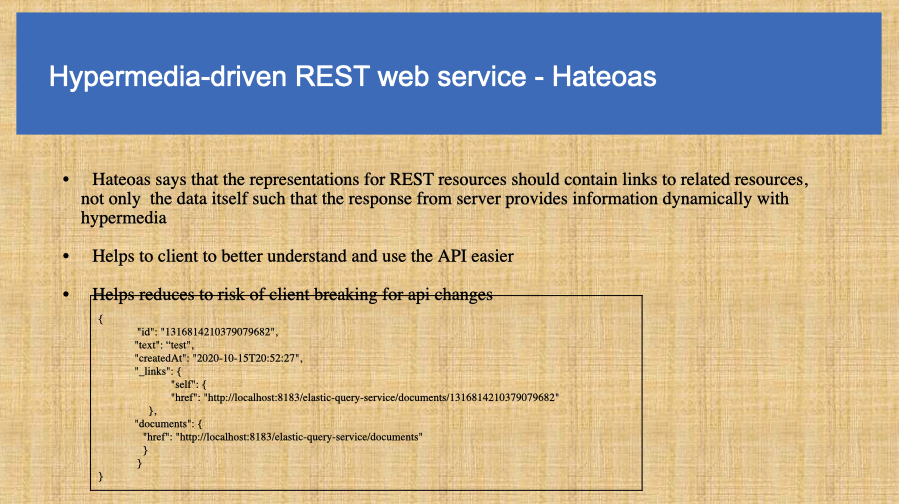 Hypermedia-driven REST web service - Hateoas
• Hateoas says that the representations for REST resources should contain links to related resources,
not only the data itself such that the response from server provides information dynamically with
hypermedia
• Helps to client to better understand and use the API easier
• Helps reduces to risk of client breaking for api changes
{
"id": "1316814210379079682",
"text": "test",
"createdAt": "2020-10-15T20:52:27",
"_links": {
"self": {
"href": "http://localhost:8183/elastic-query-service/documents/1316814210379079682"
},
"documents": {
"href": "http://localhost:8183/elastic-query-service/documents"
}
}
}